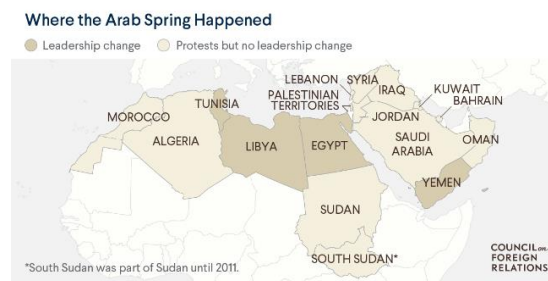 Where the Arab Spring Happened
Leadership change
Protests but no leadership change
LEBANON
SYRIA
IRAQ
KUWAIT
BAHRAIN
PALESTINIAN
TERRITORIES
TUNISIA
MOROCCO
JORDAN
ALGERIA
LIBYA
EGYPT
SAUDI
ARABIA
OMAN
YEMEN
SUDAN
SOUTH SUDAN*
*South Sudan was part of Sudan until 2011.
COUNCIL on
FOREIGN
RELATIONS